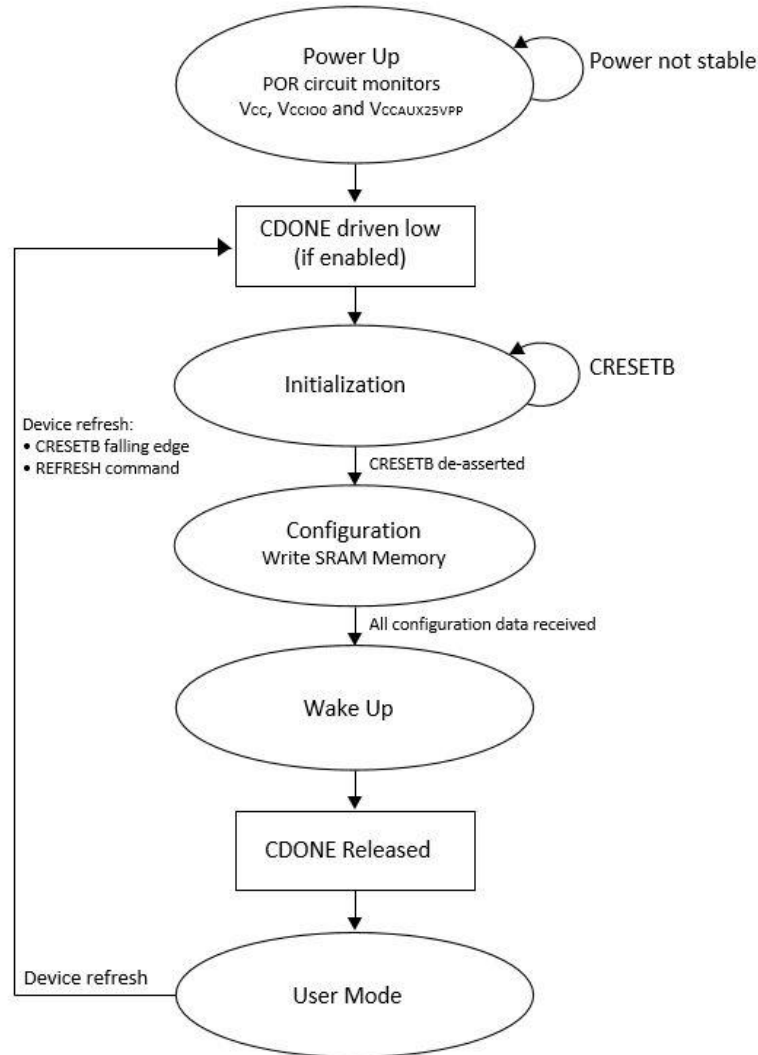 Power Up
POR circuit monitors
Vcc, Vccio0 and VccAUX25VPP
Power not stable
CDONE driven low
(if enabled)
Initialization
CRESETB
Device refresh:
• CRESETB falling edge
• REFRESH command
CRESETB de-asserted
Configuration
Write SRAM Memory
All configuration data received
Wake Up
CDONE Released
Device refresh
User Mode